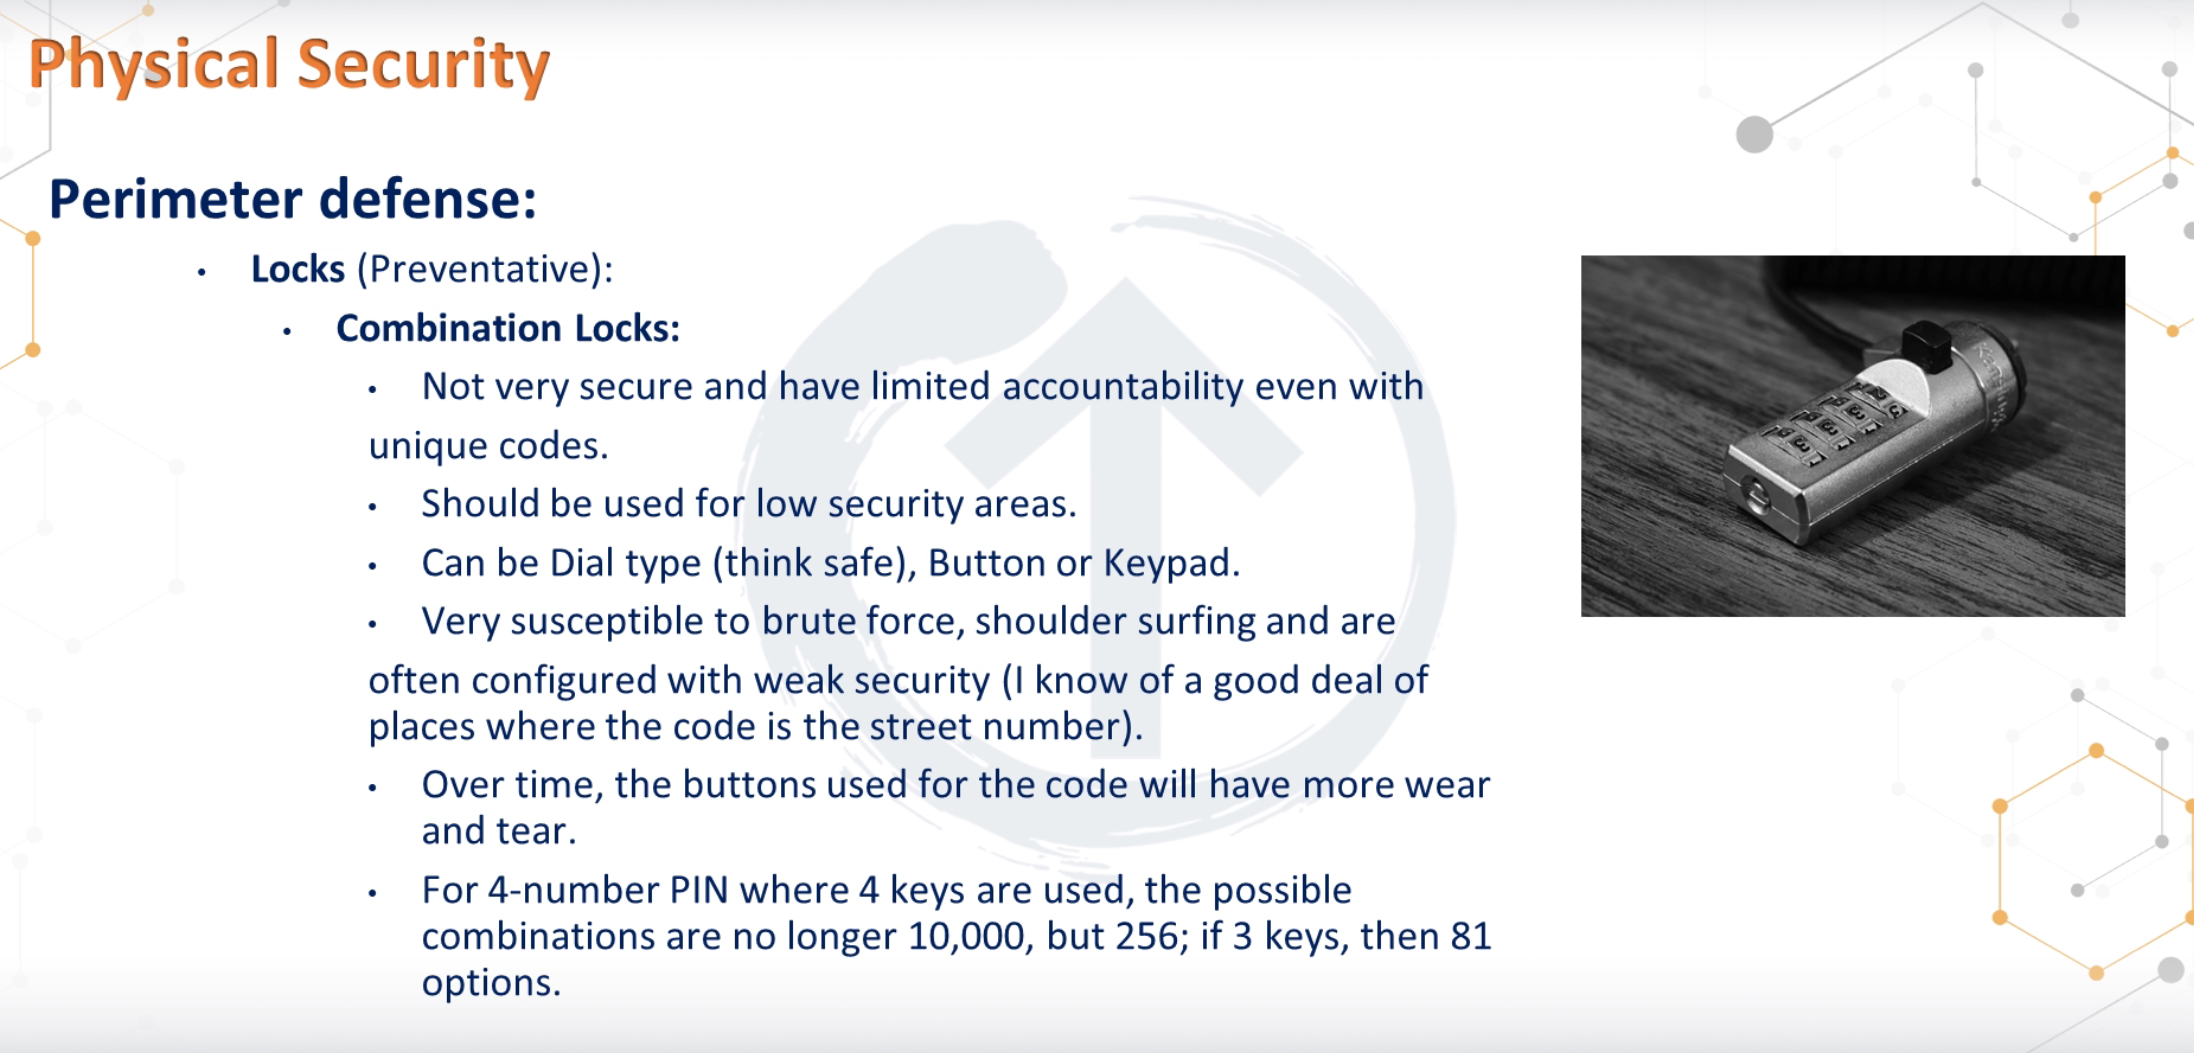 Physical Security
Perimeter defense:
• Locks (Preventative):
• Combination Locks:
• Not very secure and have limited accountability even with
unique codes.
• Should be used for low security areas.
• Can be Dial type (think safe), Button or Keypad.
• Very susceptible to brute force, shoulder surfing and are
often configured with weak security (I know of a good deal of
places where the code is the street number).
• Over time, the buttons used for the code will have more wear
and tear.
• For 4-number PIN where 4 keys are used, the possible
combinations are no longer 10,000, but 256; if 3 keys, then 81
options.